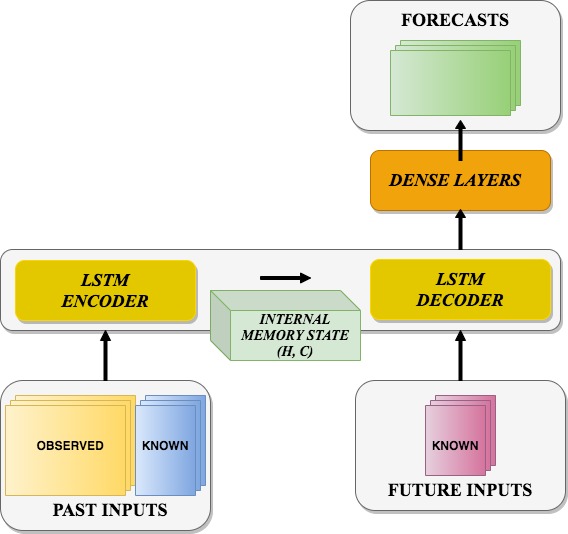 FORECASTS
DENSE LAYERS
LSTM
ENCODER
LSTM
DECODER
INTERNAL
MEMORY STATE
(H, C)
OBSERVED
KNOWN
PAST INPUTS
KNOWN
FUTURE INPUTS